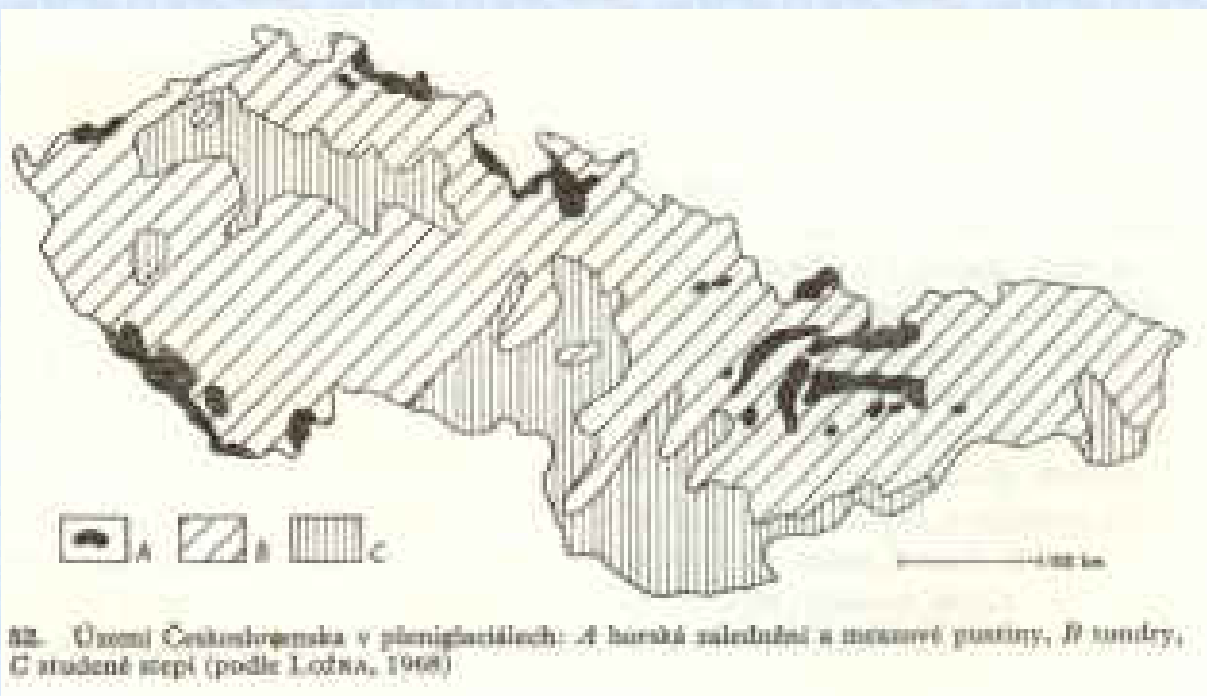 A B C
100 km
52. Území Československa v pleniglaciálech: A horská zalednění a mrazové pustiny, B tundry,
C studené stepi (podle Ložka, 1968)